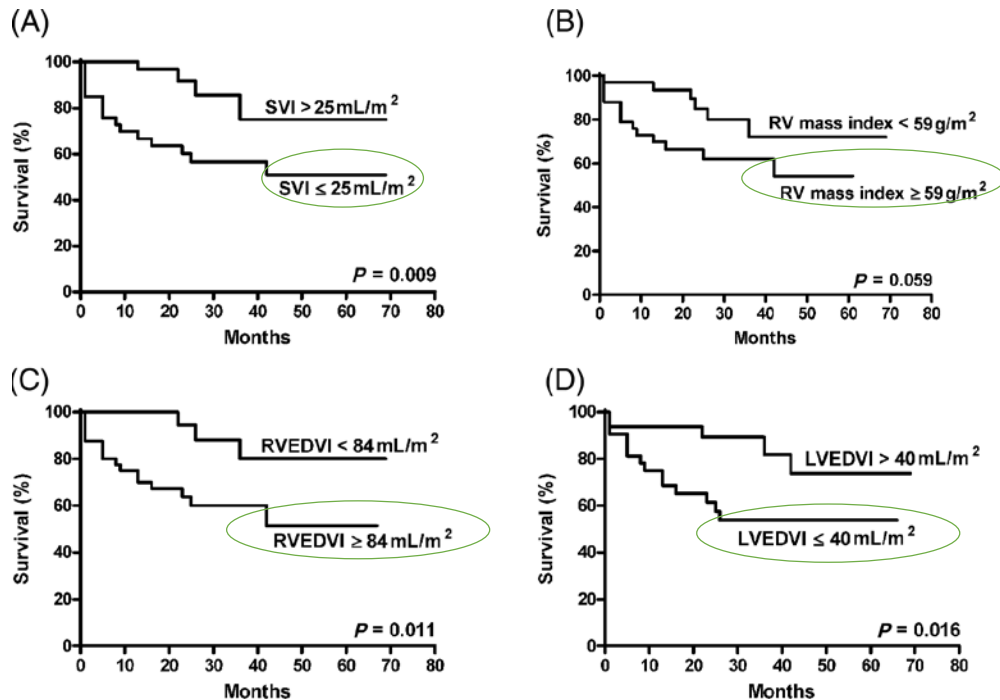 (A)
Survival (%)
100
80
60
40
20
0
SVI > 25 mL/m²
SVI ≤ 25 mL/m²
P = 0.009
0 10 20 30 40 50 60 70 80
Months
(B)
Survival (%)
100
80
60
40
20
0
RV mass index < 59 g/m²
RV mass index ≥ 59 g/m²
P = 0.059
0 10 20 30 40 50 60 70 80
Months
(C)
Survival (%)
100
80
60
40
20
0
RVEDVI < 84 mL/m²
RVEDVI ≥ 84 mL/m²
P = 0.011
0 10 20 30 40 50 60 70 80
Months
(D)
Survival (%)
100
80
60
40
20
0
LVEDVI > 40 mL/m²
LVEDVI ≤ 40 mL/m²
P = 0.016
0 10 20 30 40 50 60 70 80
Months